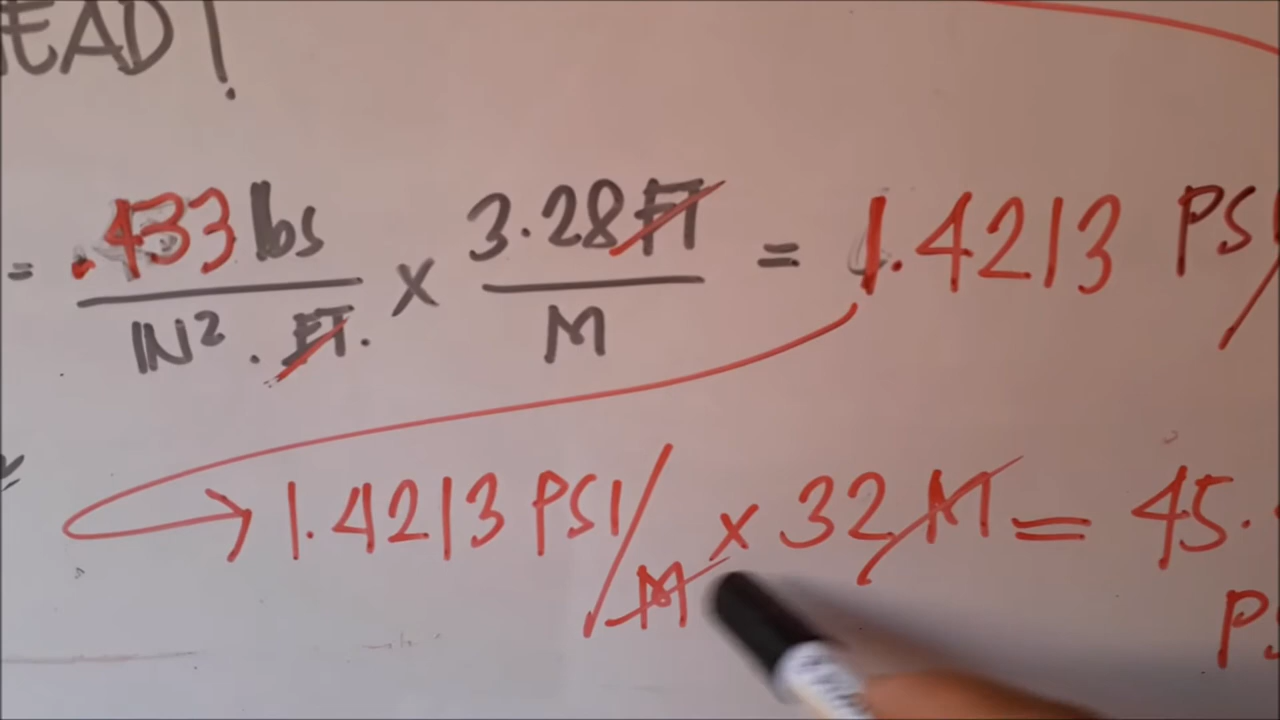 EAD!
= .433 lbs / IN² . FT. × 3.28 FT / M = 1.4213 PS/
1.4213 PSI/M × 32 M = 45.
PS